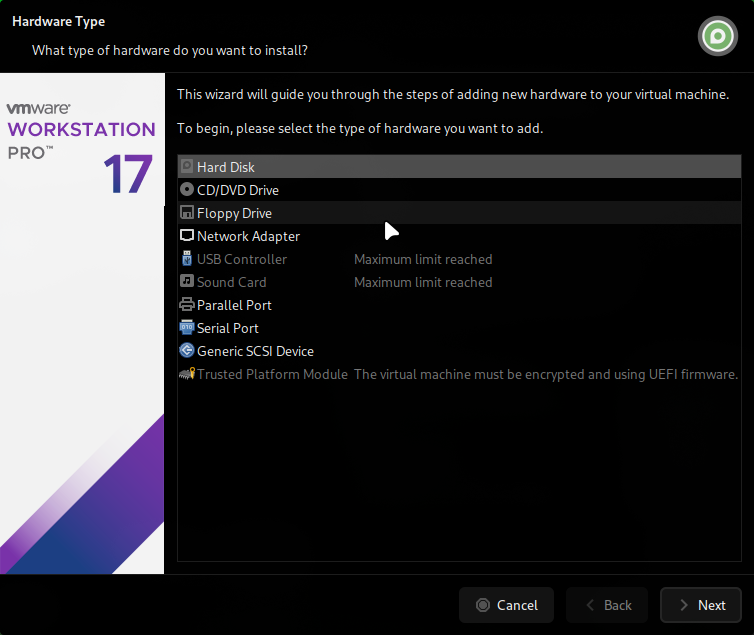 Hardware Type
What type of hardware do you want to install?
vmware
WORKSTATION
PRO™
17
This wizard will guide you through the steps of adding new hardware to your virtual machine.
To begin, please select the type of hardware you want to add.
Hard Disk
CD/DVD Drive
Floppy Drive
Network Adapter
USB Controller Maximum limit reached
Sound Card Maximum limit reached
Parallel Port
Serial Port
Generic SCSI Device
Trusted Platform Module The virtual machine must be encrypted and using UEFI firmware.
Cancel Back Next